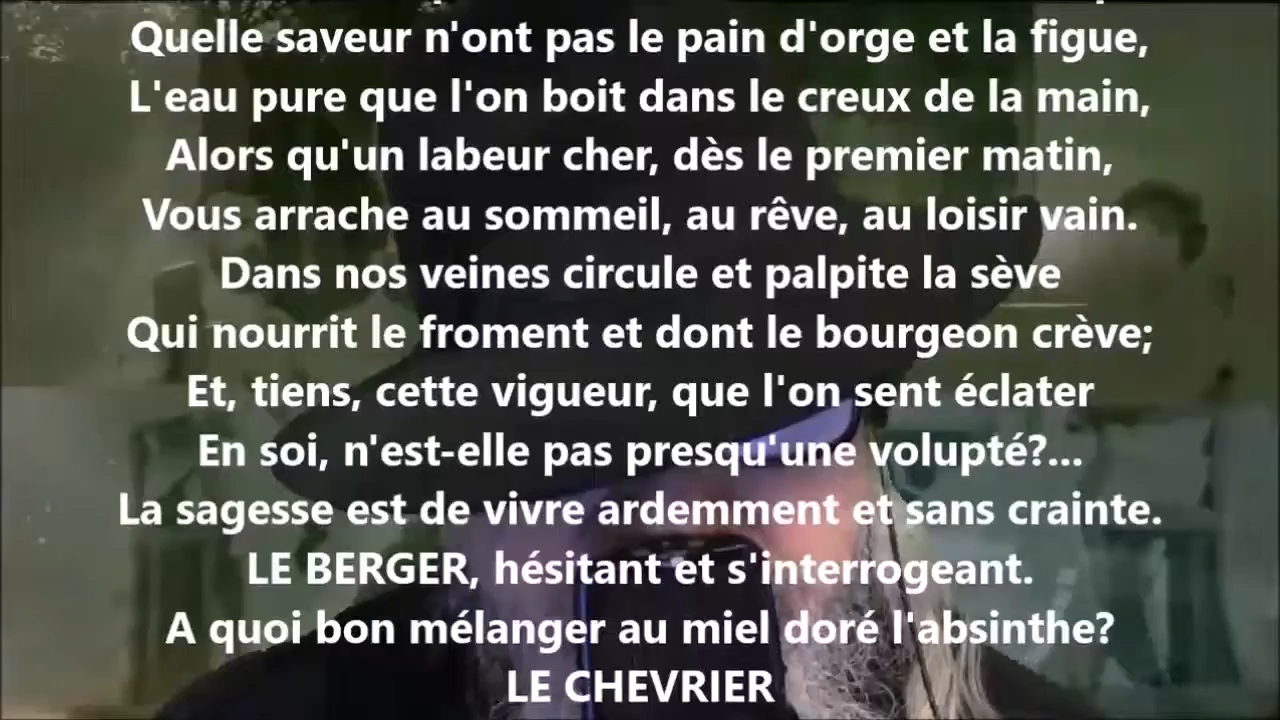 Quelle saveur n'ont pas le pain d'orge et la figue,
L'eau pure que l'on boit dans le creux de la main,
Alors qu'un labeur cher, dès le premier matin,
Vous arrache au sommeil, au rêve, au loisir vain.
Dans nos veines circule et palpite la sève
Qui nourrit le froment et dont le bourgeon crève;
Et, tiens, cette vigueur, que l'on sent éclater
En soi, n'est-elle pas presqu'une volupté?...
La sagesse est de vivre ardemment et sans crainte.
LE BERGER, hésitant et s'interrogeant.
A quoi bon mélanger au miel doré l'absinthe?
LE CHEVRIER